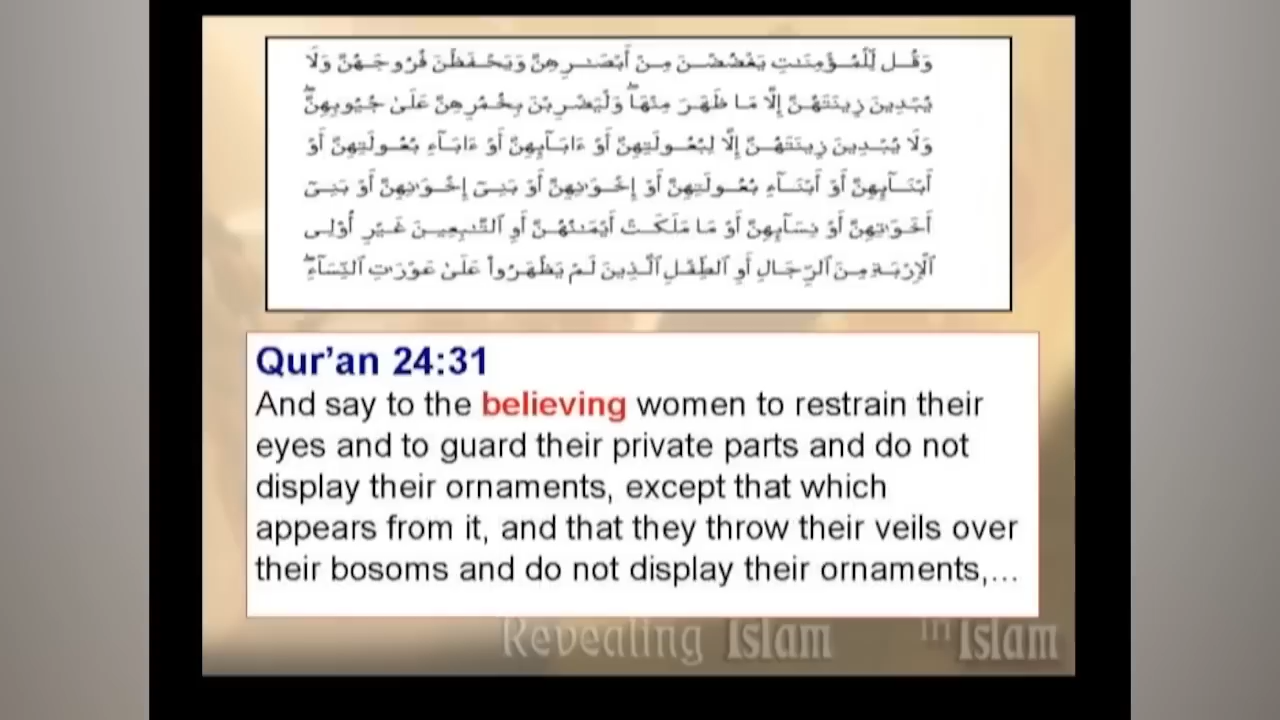 وَقُل لِّلْمُؤْمِنَٰتِ يَغْضُضْنَ مِنْ أَبْصَٰرِهِنَّ وَيَحْفَظْنَ فُرُوجَهُنَّ وَلَا
يُبْدِينَ زِينَتَهُنَّ إِلَّا مَا ظَهَرَ مِنْهَا ۖ وَلْيَضْرِبْنَ بِخُمُرِهِنَّ عَلَىٰ جُيُوبِهِنَّ ۖ
وَلَا يُبْدِينَ زِينَتَهُنَّ إِلَّا لِبُعُولَتِهِنَّ أَوْ ءَابَآئِهِنَّ أَوْ ءَابَآءِ بُعُولَتِهِنَّ أَوْ
أَبْنَآئِهِنَّ أَوْ أَبْنَآءِ بُعُولَتِهِنَّ أَوْ إِخْوَٰنِهِنَّ أَوْ بَنِىٓ إِخْوَٰنِهِنَّ أَوْ بَنِىٓ
أَخَوَٰتِهِنَّ أَوْ نِسَآئِهِنَّ أَوْ مَا مَلَكَتْ أَيْمَٰنُهُنَّ أَوِ ٱلتَّٰبِعِينَ غَيْرِ أُو۟لِى
ٱلْإِرْبَةِ مِنَ ٱلرِّجَالِ أَوِ ٱلطِّفْلِ ٱلَّذِينَ لَمْ يَظْهَرُوا۟ عَلَىٰ عَوْرَٰتِ ٱلنِّسَآءِ ۖ
Qur’an 24:31
And say to the believing women to restrain their
eyes and to guard their private parts and do not
display their ornaments, except that which
appears from it, and that they throw their veils over
their bosoms and do not display their ornaments,...
Revealing Islam in Islam